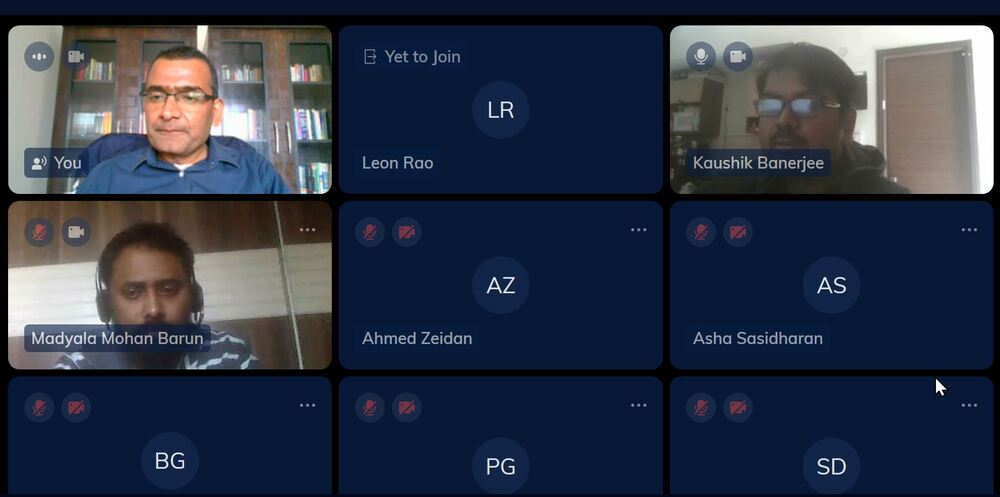 Yet to Join
LR
You
Leon Rao
Kaushik Banerjee
AZ
AS
Madyala Mohan Barun
Ahmed Zeidan
Asha Sasidharan
BG
PG
SD